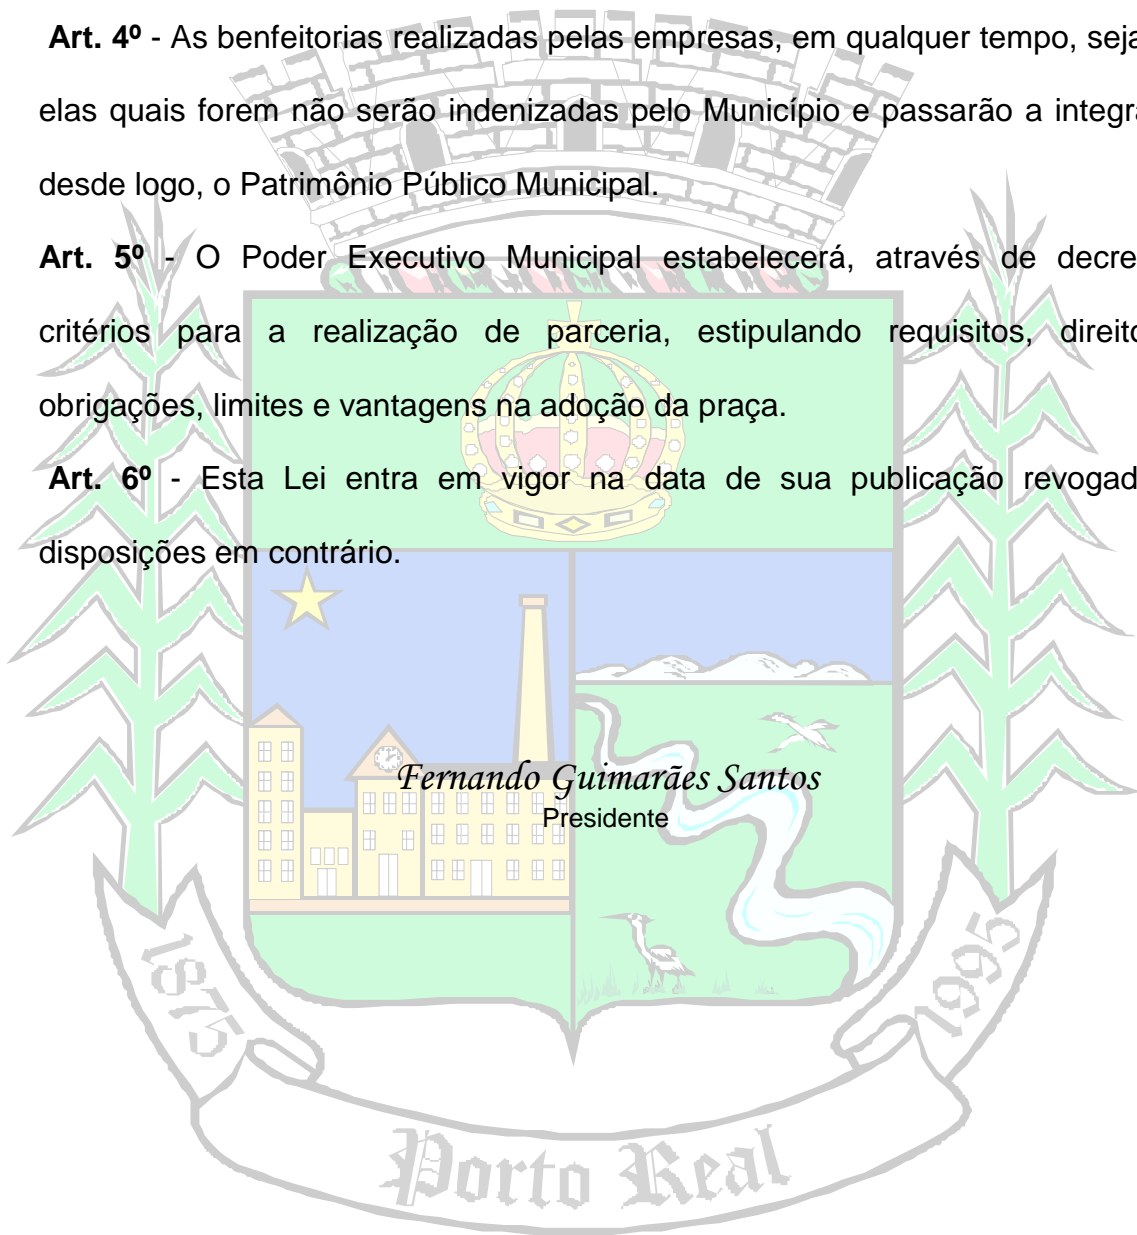 Art. 4º - As benfeitorias realizadas pelas empresas, em qualquer tempo, seja
elas quais forem não serão indenizadas pelo Município e passarão a integra
desde logo, o Patrimônio Público Municipal.
Art. 5º - O Poder Executivo Municipal estabelecerá, através de decre
critérios para a realização de parceria, estipulando requisitos, direito
obrigações, limites e vantagens na adoção da praça.
Art. 6º - Esta Lei entra em vigor na data de sua publicação revogad
disposições em contrário.
Fernando Guimarães Santos
Presidente
1875
1995
Porto Real